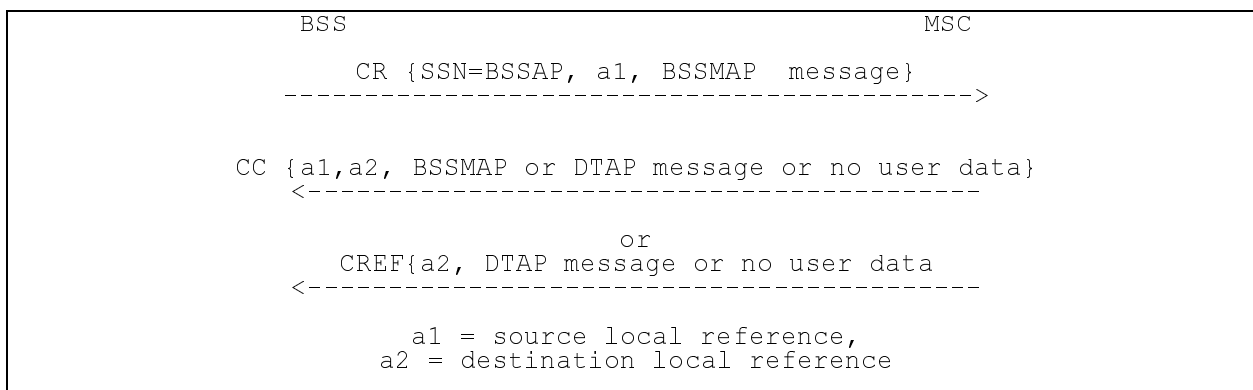 BSS MSC
CR {SSN=BSSAP, a1, BSSMAP message}
------------------------------------------->
CC {a1,a2, BSSMAP or DTAP message or no user data}
<------------------------------------------
or
CREF{a2, DTAP message or no user data
<------------------------------------------
a1 = source local reference,
a2 = destination local reference